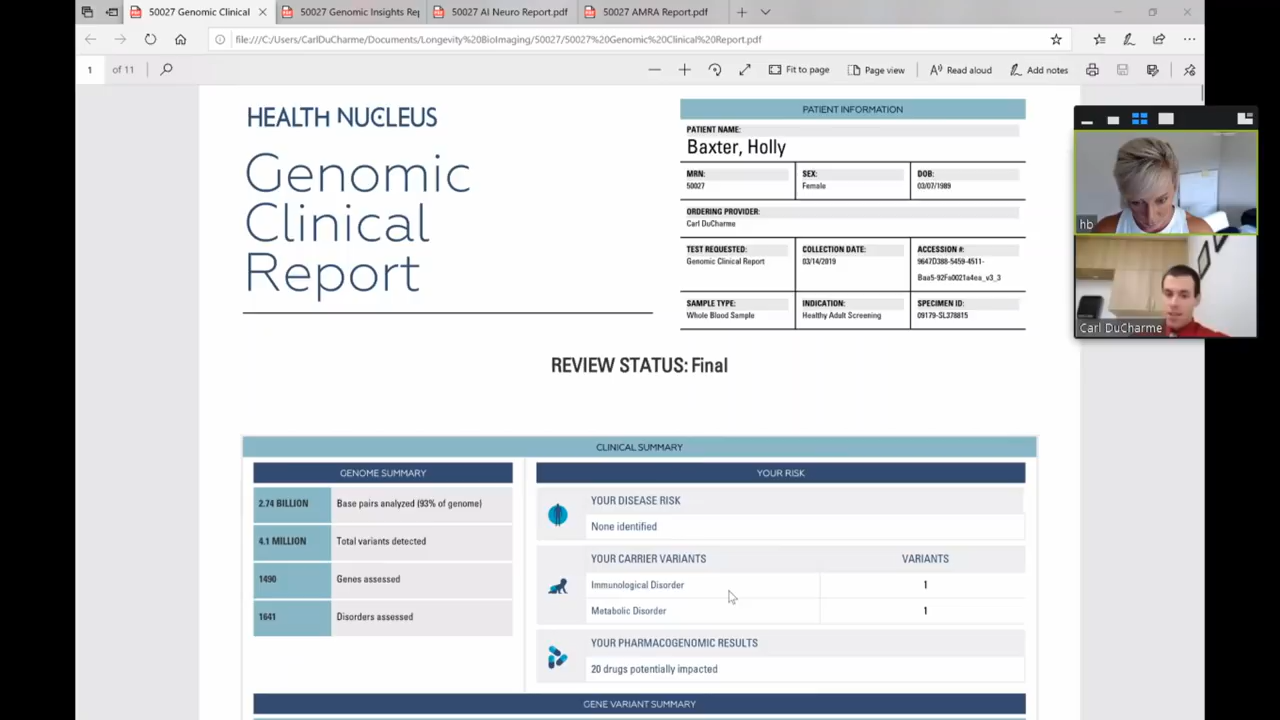 50027 Genomic Clinical
50027 Genomic Insights Rep
50027 AI Neuro Report.pdf
50027 AMRA Report.pdf
file:///C:/Users/CarlDuCharme/Documents/Longevity%20BioImaging/50027/50027%20Genomic%20Clinical%20Report.pdf
1 of 11
Fit to page
Page view
Read aloud
Add notes
HEALTH NUCLEUS
Genomic
Clinical
Report
PATIENT INFORMATION
PATIENT NAME:
Baxter, Holly
MRN: SEX: DOB:
50027 Female 03/07/1989
ORDERING PROVIDER:
Carl DuCharme
TEST REQUESTED: COLLECTION DATE: ACCESSION #:
Genomic Clinical Report 03/14/2019 9647D388-5459-4511-
Baa5-92Fa0021a4ea_v3_3
SAMPLE TYPE: INDICATION: SPECIMEN ID:
Whole Blood Sample Healthy Adult Screening 09179-SL378815
hb
Carl DuCharme
REVIEW STATUS: Final
CLINICAL SUMMARY
GENOME SUMMARY
2.74 BILLION Base pairs analyzed (93% of genome)
4.1 MILLION Total variants detected
1490 Genes assessed
1641 Disorders assessed
YOUR RISK
YOUR DISEASE RISK
None identified
YOUR CARRIER VARIANTS VARIANTS
Immunological Disorder 1
Metabolic Disorder 1
YOUR PHARMACOGENOMIC RESULTS
20 drugs potentially impacted
GENE VARIANT SUMMARY